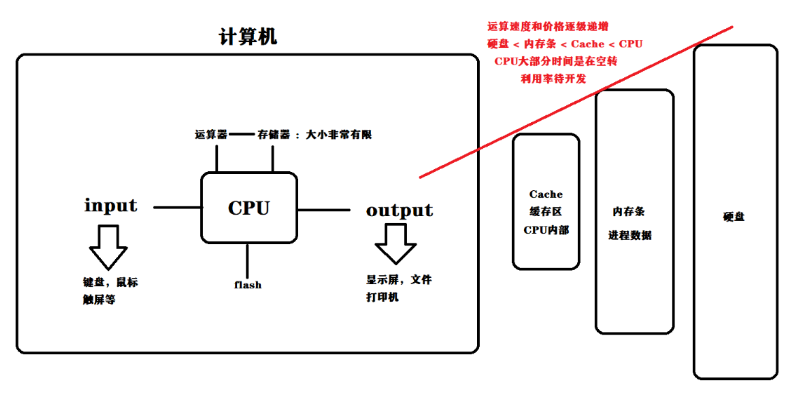 计算机
运算速度和价格逐级递增
硬盘 < 内存条 < Cache < CPU
CPU大部分时间是在空转
利用率待开发
运算器
存储器 : 大小非常有限
input
CPU
output
键盘，鼠标
触屏等
flash
显示屏，文件
打印机
Cache
缓存区
CPU内部
内存条
进程数据
硬盘